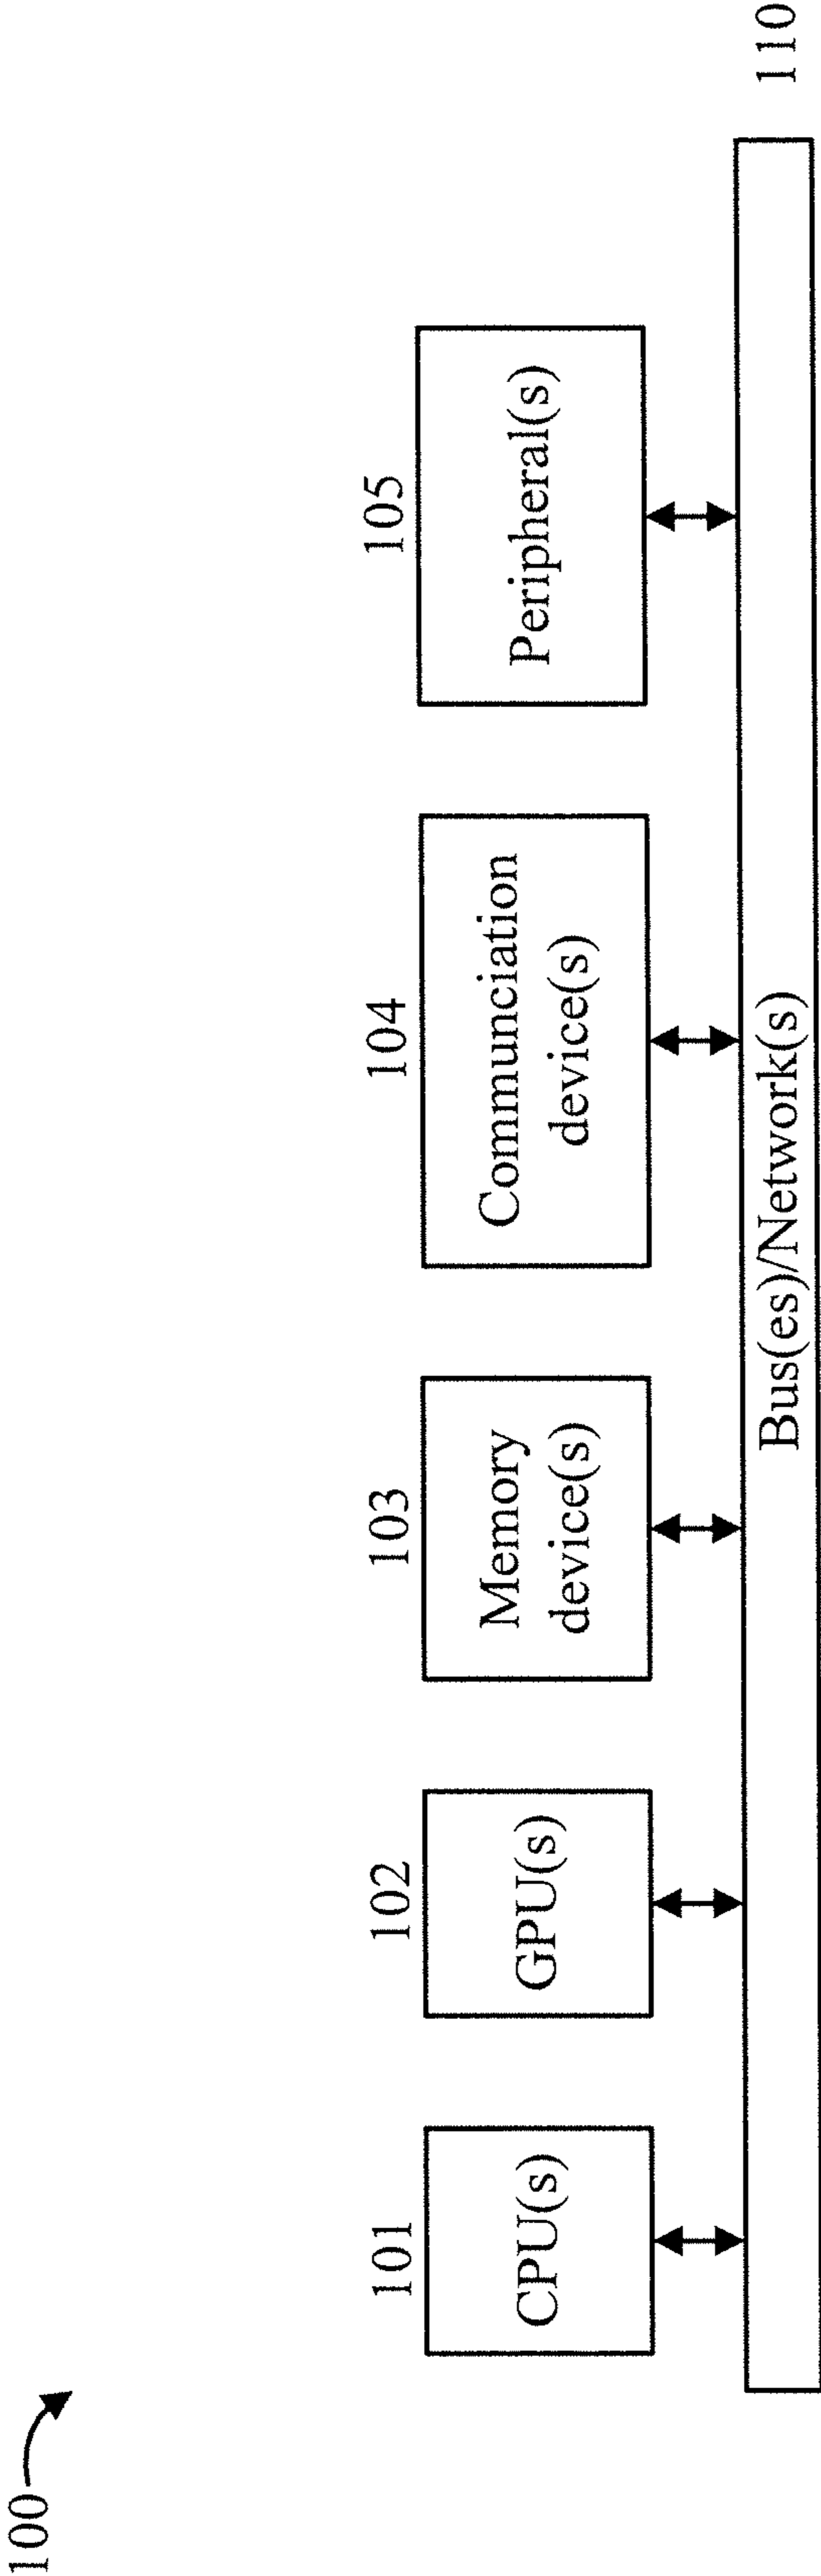 100
101
CPU(s)
102
GPU(s)
103
Memory
device(s)
104
Communciation
device(s)
105
Peripheral(s)
Bus(es)/Network(s)
110